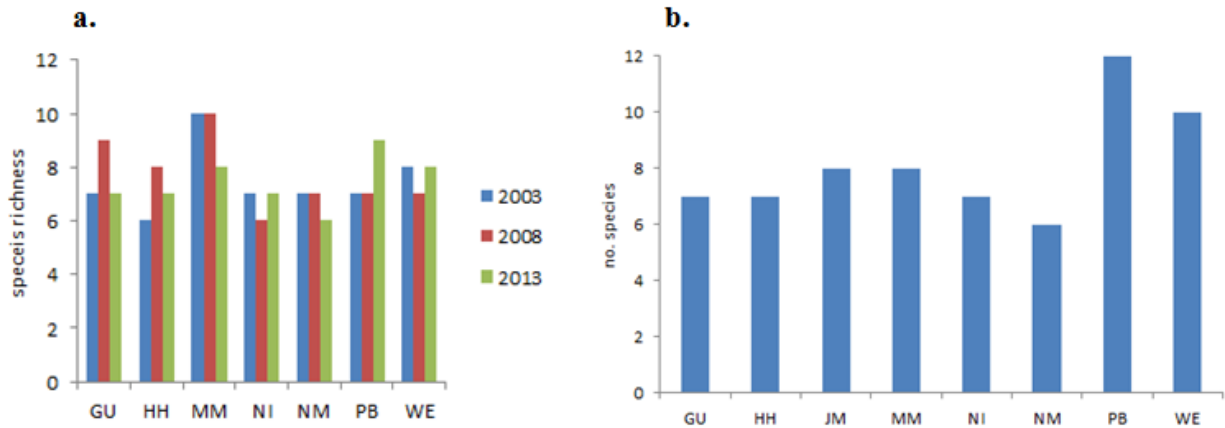 a.
speceis richness
12
10
8
6
4
2
0
GU HH MM NI NM PB WE
2003
2008
2013
b.
no. species
12
10
8
6
4
2
0
GU HH JM MM NI NM PB WE